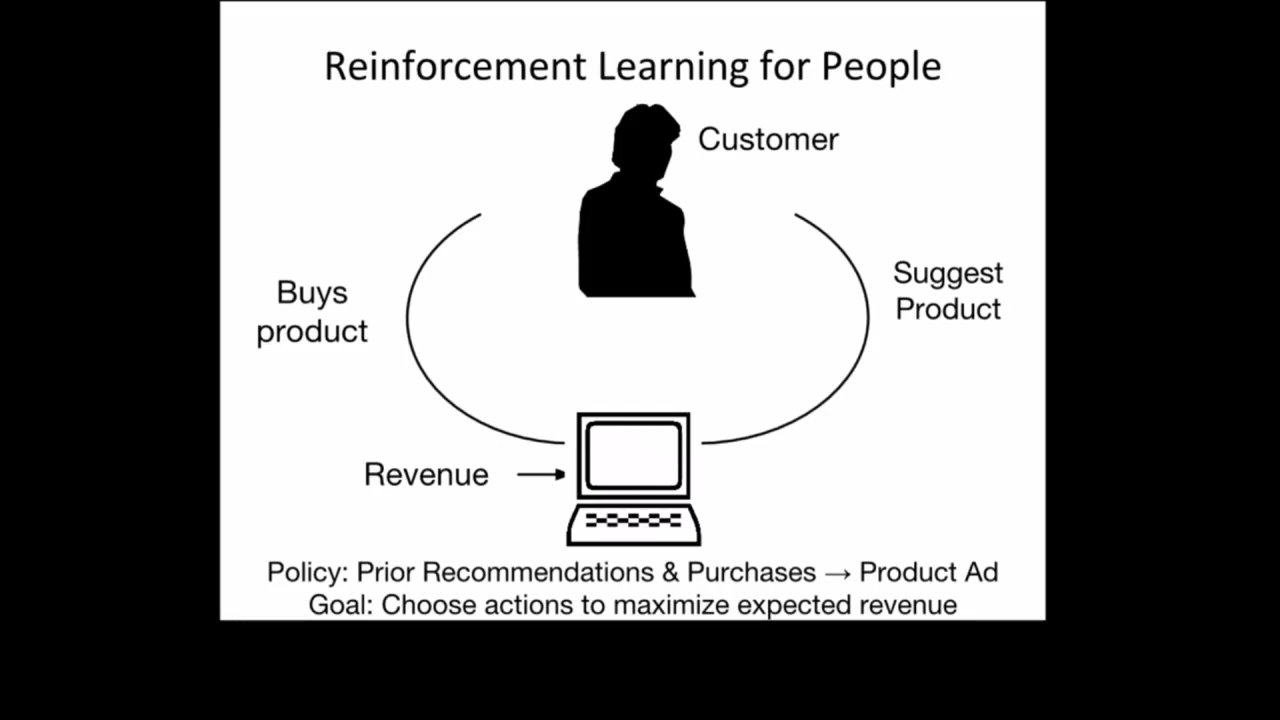 Reinforcement Learning for People
Customer
Suggest
Product
Buys
product
Revenue
Policy: Prior Recommendations & Purchases → Product Ad
Goal: Choose actions to maximize expected revenue